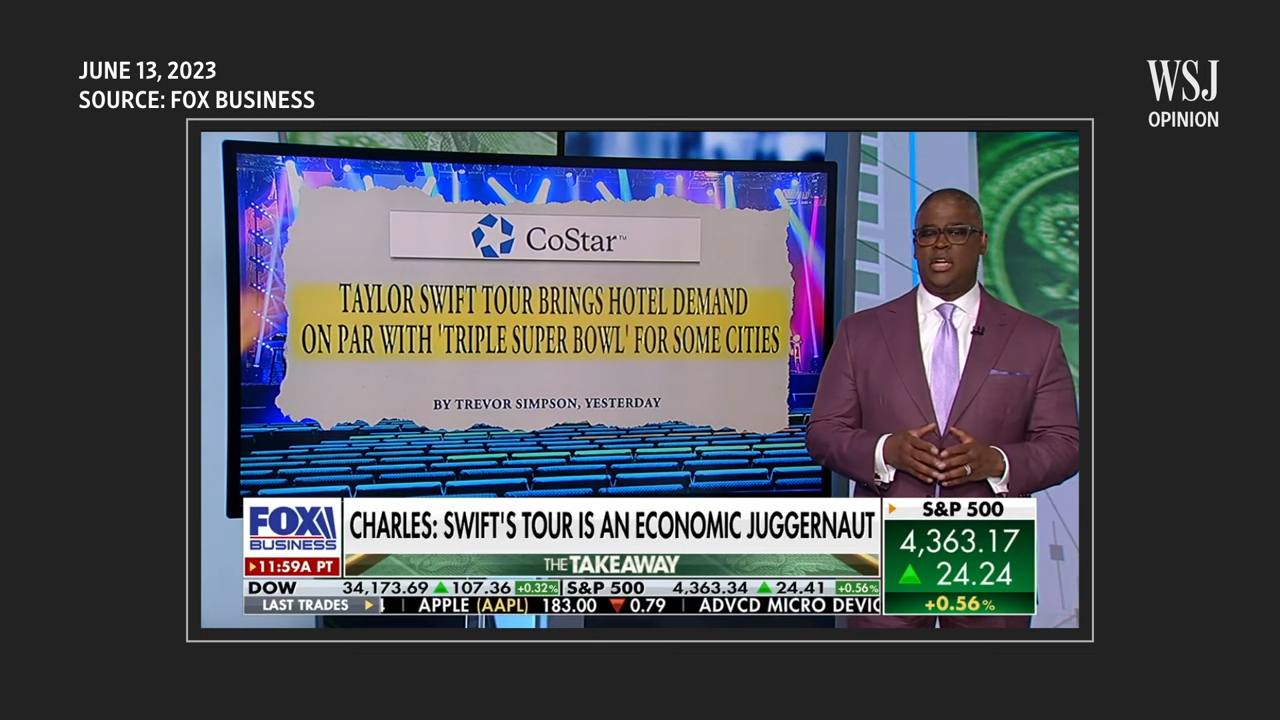 JUNE 13, 2023
SOURCE: FOX BUSINESS
WSJ
OPINION
CoStar™
TAYLOR SWIFT TOUR BRINGS HOTEL DEMAND
ON PAR WITH 'TRIPLE SUPER BOWL' FOR SOME CITIES
BY TREVOR SIMPSON, YESTERDAY
FOX
BUSINESS
11:59A PT
CHARLES: SWIFT'S TOUR IS AN ECONOMIC JUGGERNAUT
THE TAKEAWAY
S&P 500
4,363.17
24.24
+0.56%
DOW 34,173.69 107.36 +0.32% S&P 500 4,363.34 24.41 +0.56%
LAST TRADES APPLE (AAPL) 183.00 0.79 ADVCD MICRO DEVIC